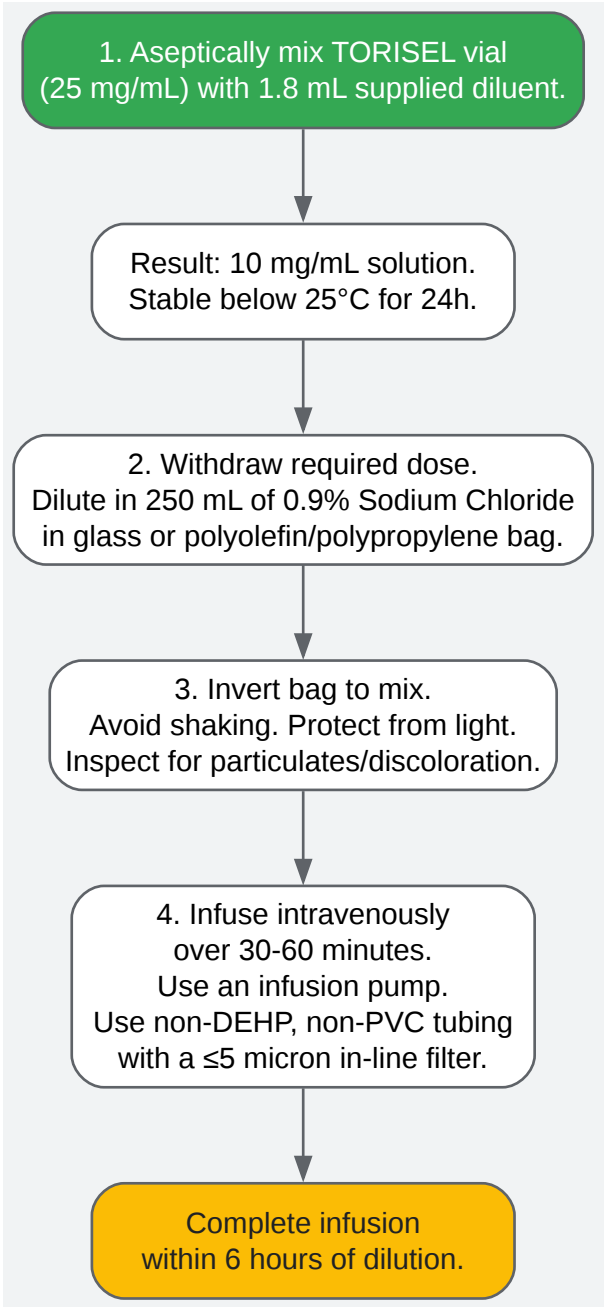 1. Aseptically mix TORISEL vial
(25 mg/mL) with 1.8 mL supplied diluent.
Result: 10 mg/mL solution.
Stable below 25°C for 24h.
2. Withdraw required dose.
Dilute in 250 mL of 0.9% Sodium Chloride
in glass or polyolefin/polypropylene bag.
3. Invert bag to mix.
Avoid shaking. Protect from light.
Inspect for particulates/discoloration.
4. Infuse intravenously
over 30-60 minutes.
Use an infusion pump.
Use non-DEHP, non-PVC tubing
with a ≤5 micron in-line filter.
Complete infusion
within 6 hours of dilution.